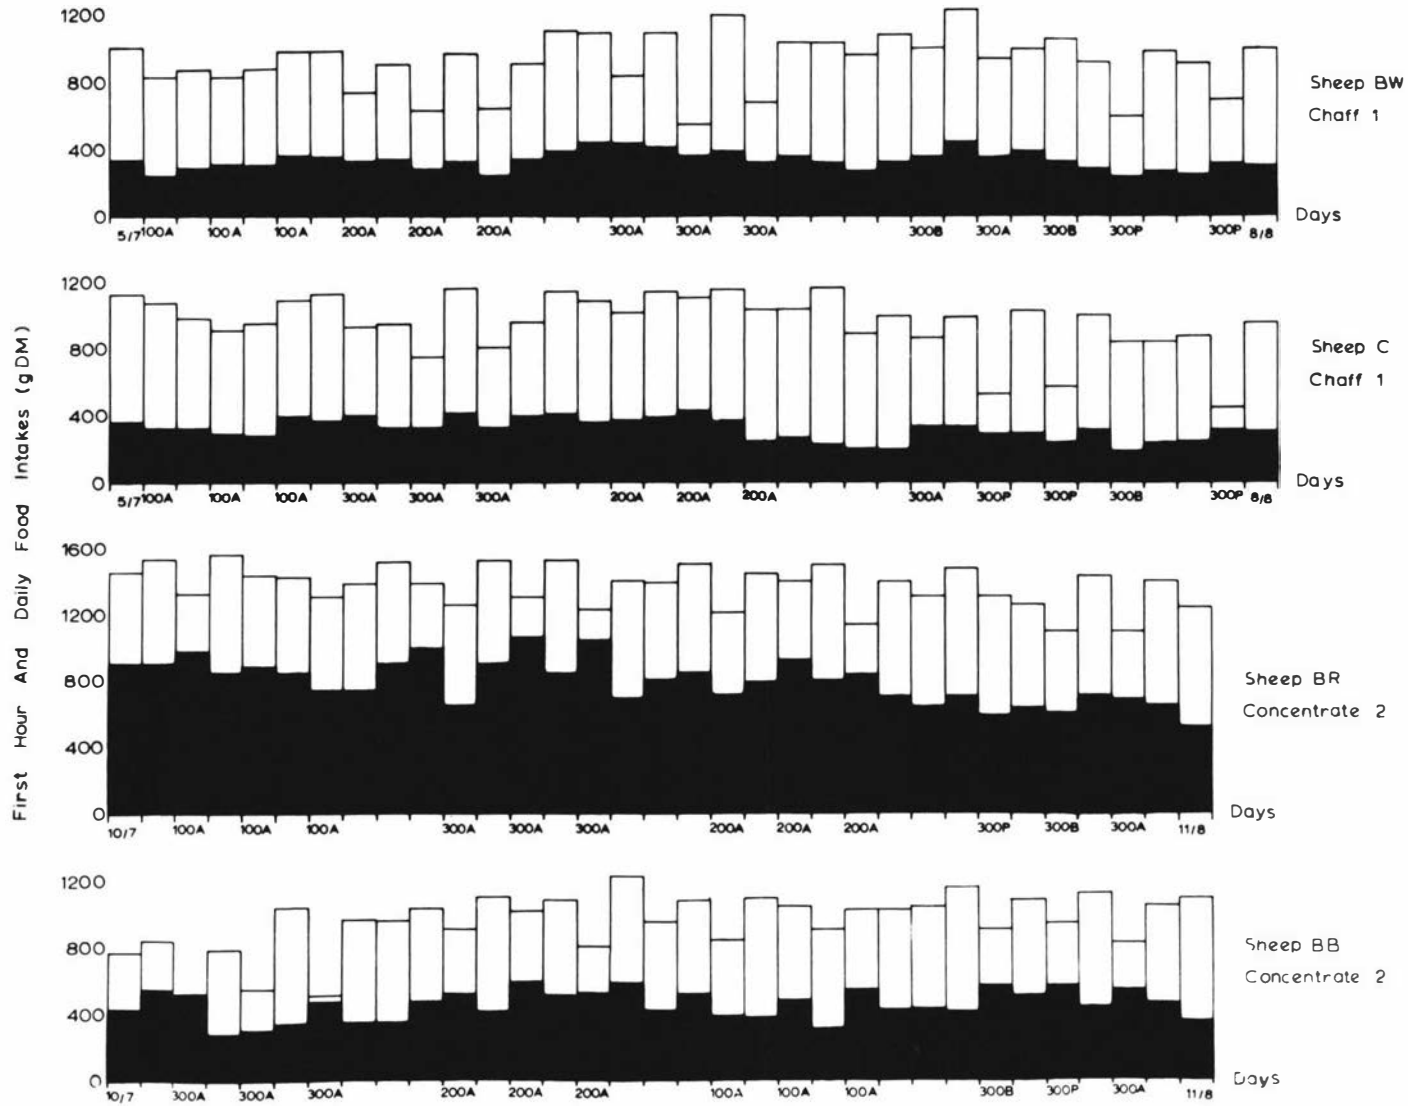 First Hour And Daily Food Intakes (gDM)
1200
800
400
0
Sheep BW
Chaff 1
Days
5/7 100A 100A 100A 200A 200A 200A 300A 300A 300A 300B 300A 300B 300P 300P 8/8
1200
800
400
0
Sheep C
Chaff 1
Days
5/7 100A 100A 100A 300A 300A 300A 200A 200A 200A 300A 300P 300P 300B 300P 8/8
1600
1200
800
400
0
Sheep BR
Concentrate 2
Days
10/7 100A 100A 100A 300A 300A 300A 200A 200A 200A 300P 300B 300A 11/8
1200
800
400
0
Sheep BB
Concentrate 2
Days
10/7 300A 300A 300A 200A 200A 200A 100A 100A 100A 300B 300P 300A 11/8